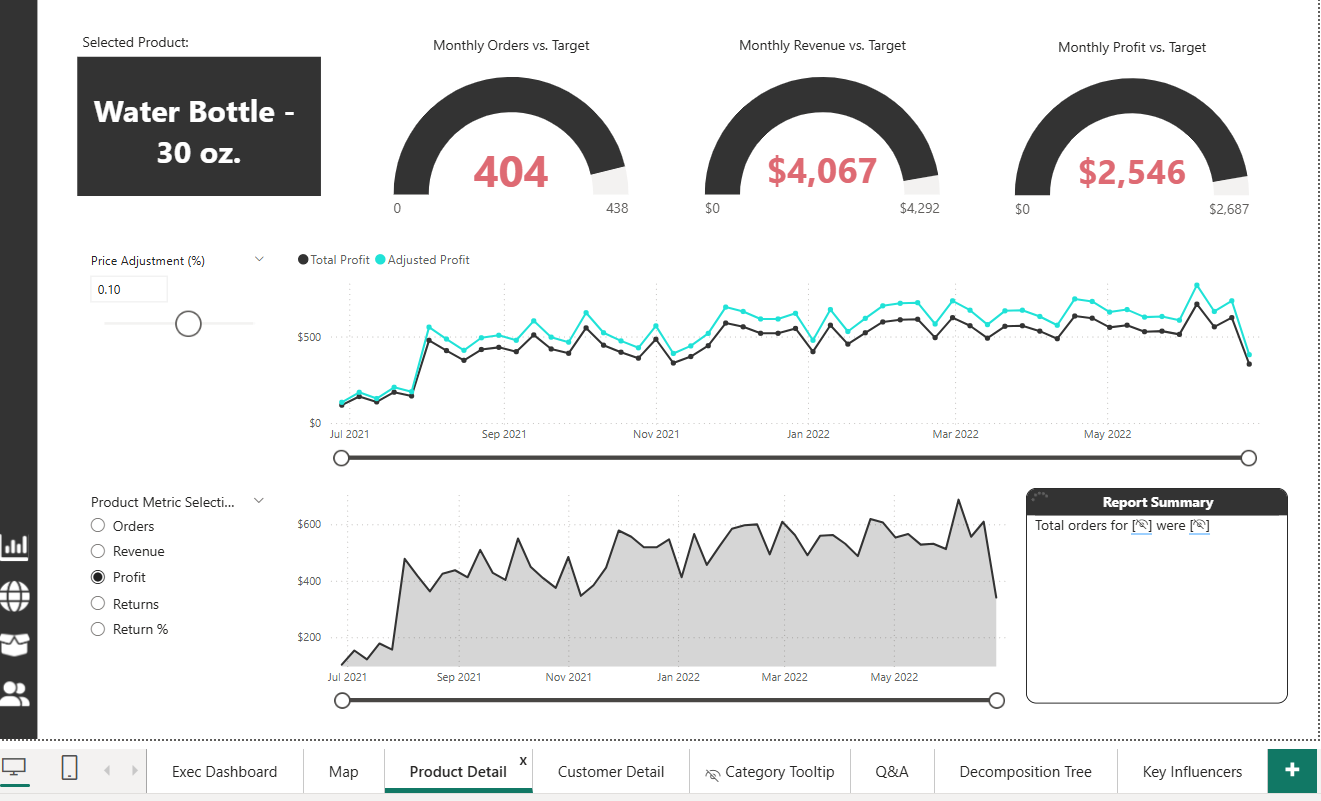 Selected Product:
Water Bottle -
30 oz.
Monthly Orders vs. Target
404
0
438
Monthly Revenue vs. Target
$4,067
$0
$4,292
Monthly Profit vs. Target
$2,546
$0
$2,687
Price Adjustment (%)
0.10
Total Profit Adjusted Profit
$500
$0
Jul 2021 Sep 2021 Nov 2021 Jan 2022 Mar 2022 May 2022
Product Metric Selecti...
Orders
Revenue
Profit
Returns
Return %
$600
$400
$200
Jul 2021 Sep 2021 Nov 2021 Jan 2022 Mar 2022 May 2022
Report Summary
Total orders for [ ] were [ ]
Exec Dashboard
Map
Product Detail
x
Customer Detail
Category Tooltip
Q&A
Decomposition Tree
Key Influencers
+